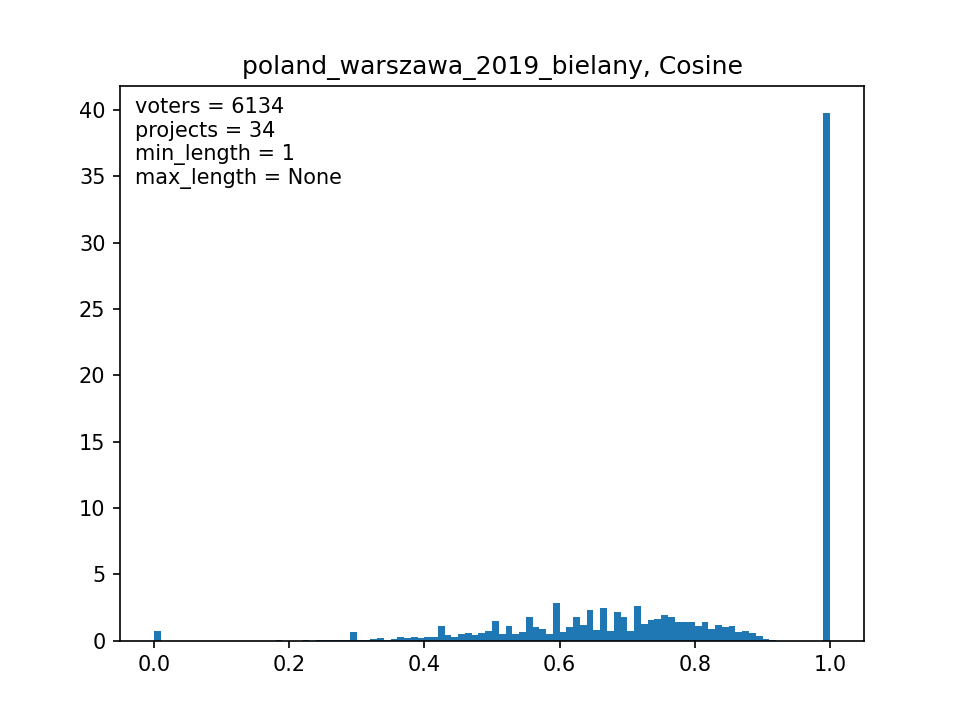 poland_warszawa_2019_bielany, Cosine
voters = 6134
projects = 34
min_length = 1
max_length = None
40
35
30
25
20
15
10
5
0
0.0 0.2 0.4 0.6 0.8 1.0